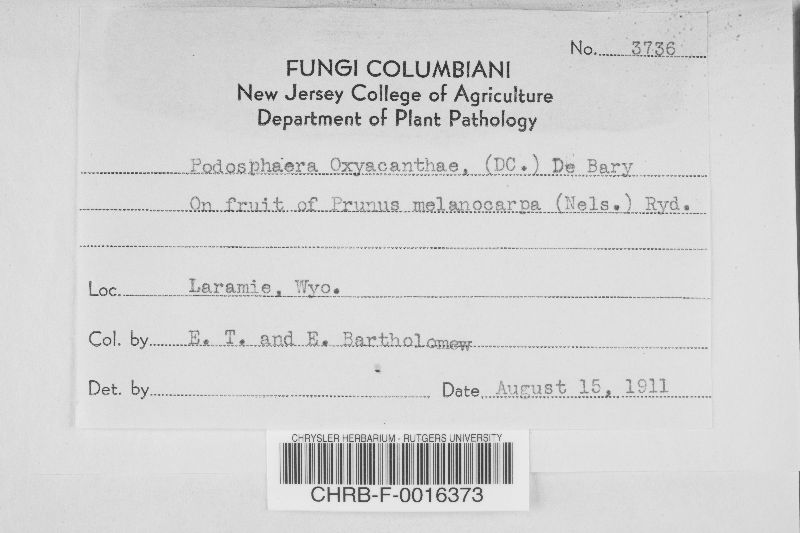 No. 3736
FUNGI COLUMBIANI
New Jersey College of Agriculture
Department of Plant Pathology
Podosphaera Oxyacanthae, (DC.) De Bary
On fruit of Prunus melanocarpa (Nels.) Ryd.
Loc. Laramie, Wyo.
Col. by E. T. and E. Bartholomew
Det. by
Date August 15, 1911
CHRYSLER HERBARIUM - RUTGERS UNIVERSITY
CHRB-F-0016373